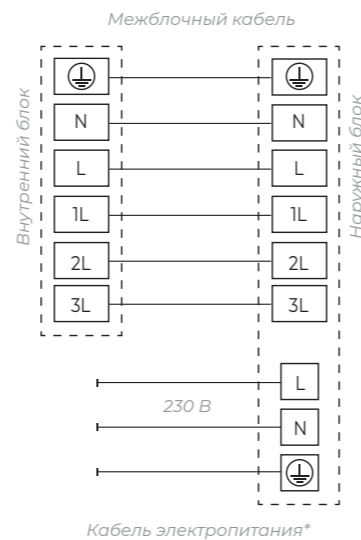 Межблочный кабель
Внутренний блок
Наружный блок
N N
L L
1L 1L
2L 2L
3L 3L
L
230 В
N
Кабель электропитания*